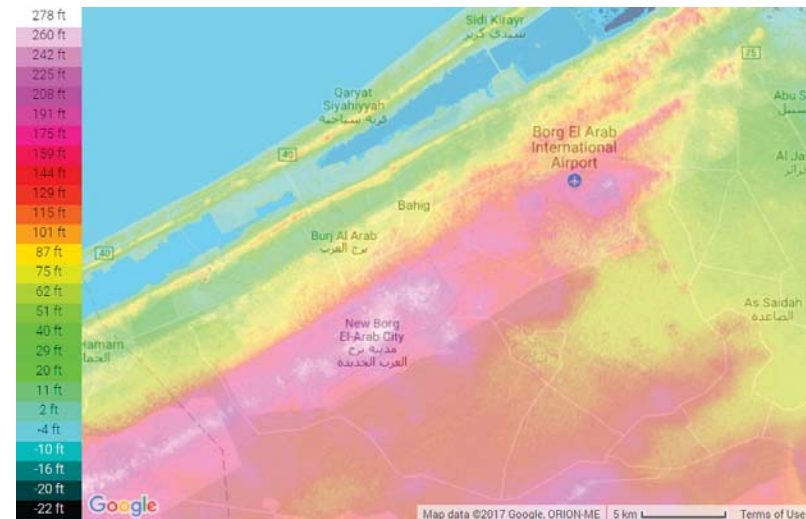 278 ft
260 ft
242 ft
225 ft
208 ft
191 ft
175 ft
159 ft
144 ft
129 ft
115 ft
101 ft
87 ft
75 ft
62 ft
51 ft
40 ft
29 ft
20 ft
11 ft
2 ft
-4 ft
-10 ft
-16 ft
-20 ft
-22 ft
Sidi Kirayr
سيدي كرير
25
Qaryat
Siyahiyyah
قرية سياحية
Abu S
Borg El Arab
International
Airport
40
Al Ja
Bahig
Burj Al Arab
برج العرب
40
As Saidah
الصاعدة
New Borg
El-Arab City
مدينة برج
العرب الجديدة
Hamam
الحما
Google
Map data ©2017 Google, ORION-ME
5 km
Terms of Use